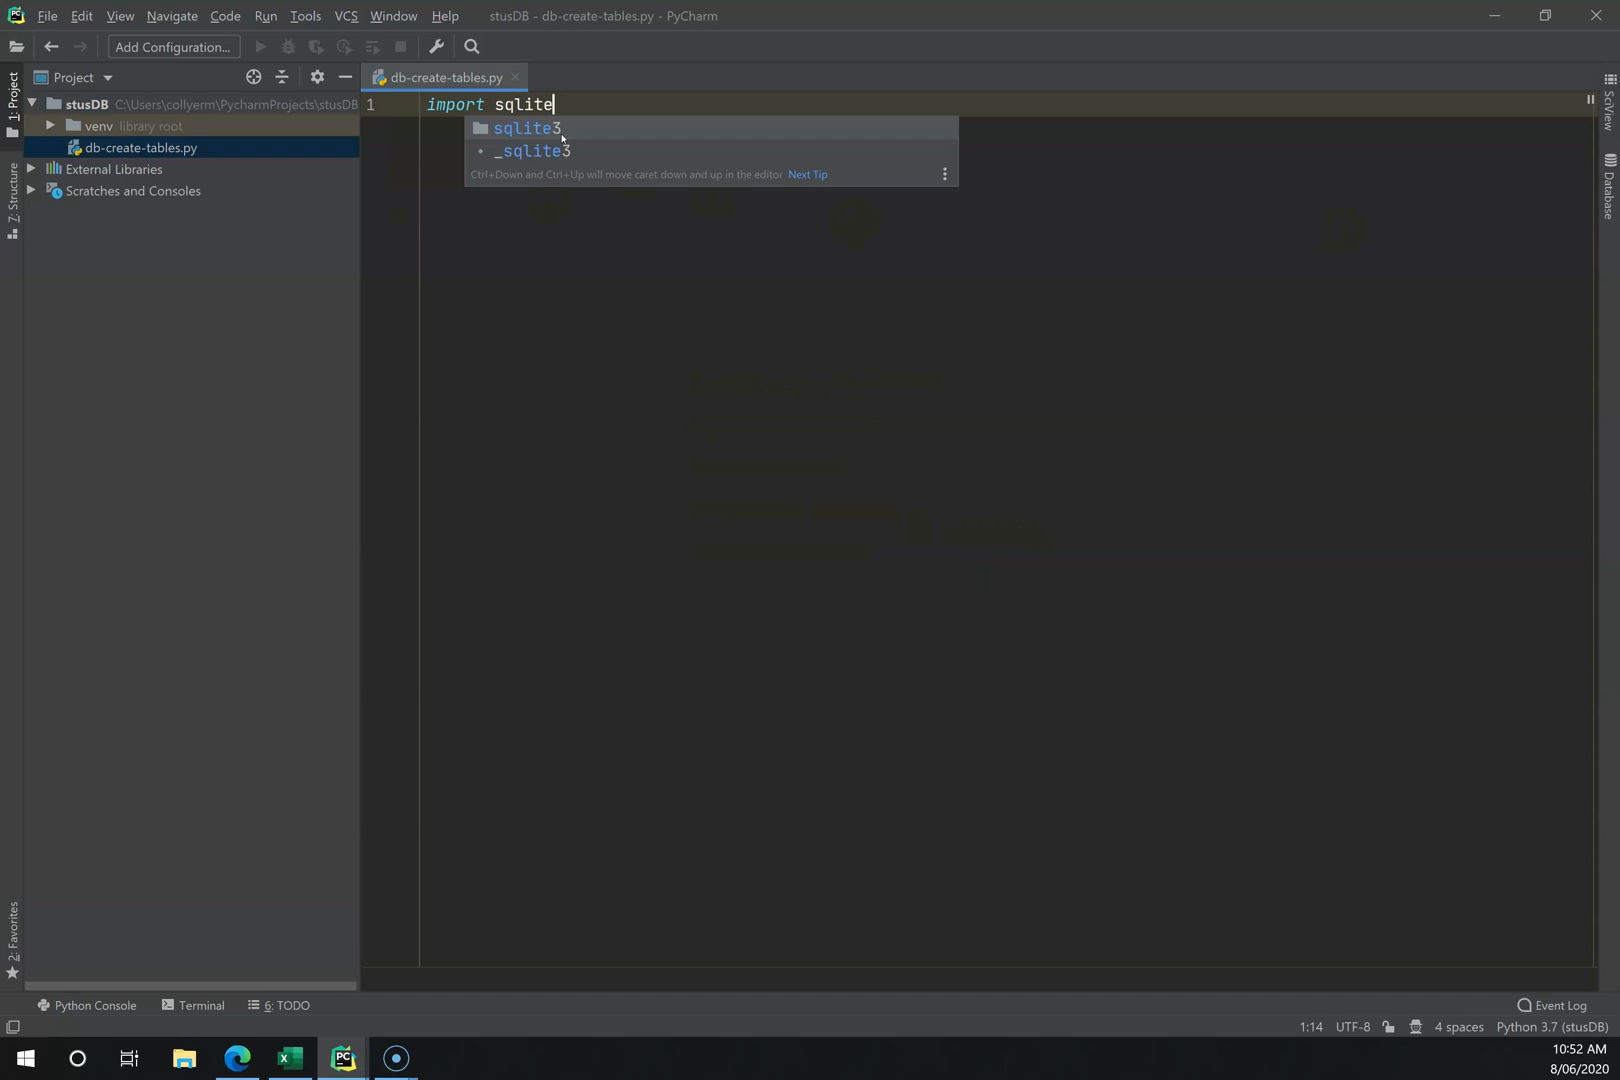 File Edit View Navigate Code Run Tools VCS Window Help stusDB - db-create-tables.py - PyCharm
Add Configuration...
Project
db-create-tables.py
stusDB C:\Users\collyerm\PycharmProjects\stusDB
venv library root
db-create-tables.py
External Libraries
Scratches and Consoles
1: Project
7: Structure
2: Favorites
1 import sqlite
sqlite3
_sqlite3
Ctrl+Down and Ctrl+Up will move caret down and up in the editor Next Tip
SciView
Database
Python Console Terminal 6: TODO Event Log
1:14 UTF-8 4 spaces Python 3.7 (stusDB)
PC
10:52 AM
8/06/2020